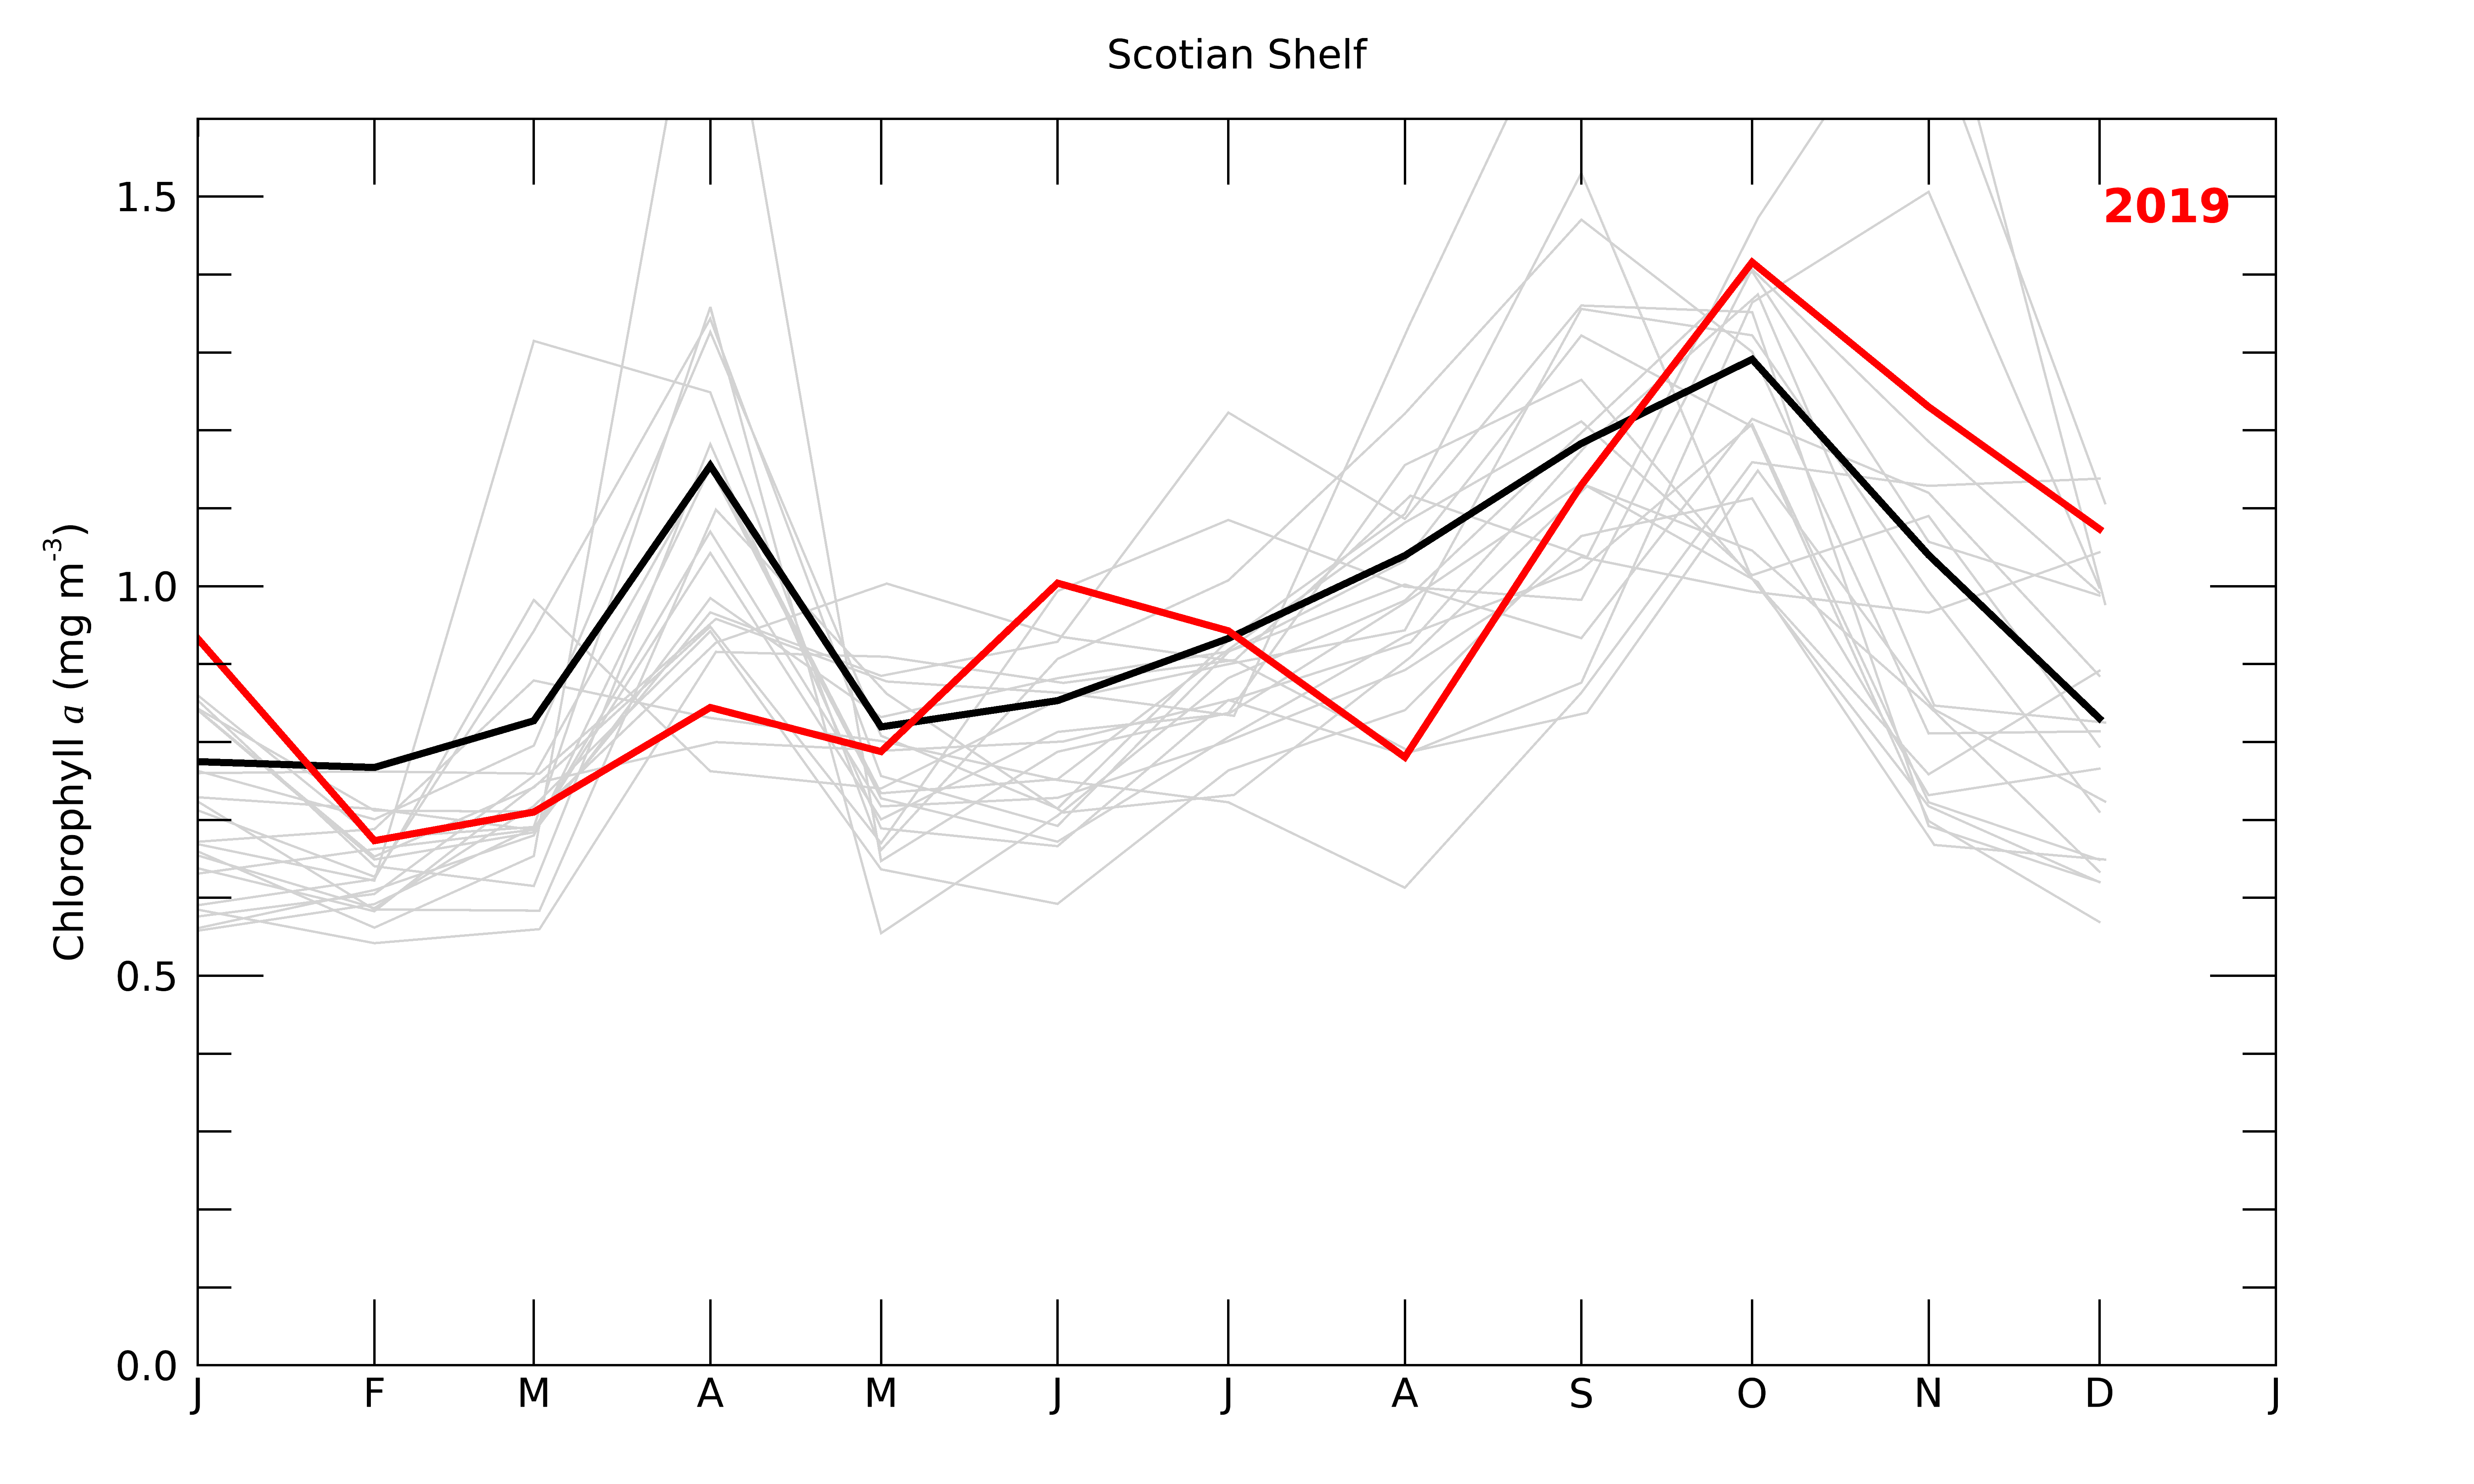 Scotian Shelf
2019
Chlorophyll a (mg m⁻³)
1.5
1.0
0.5
0.0
J F M A M J J A S O N D J